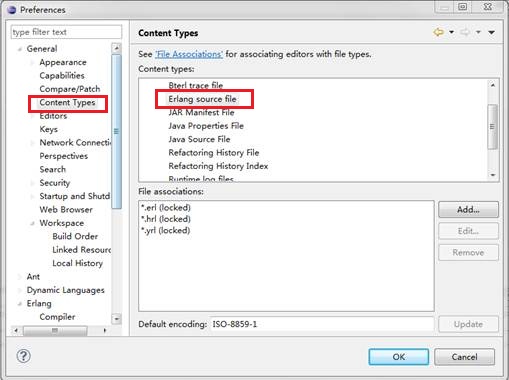 Preferences
type filter text
General
Appearance
Capabilities
Compare/Patch
Content Types
Editors
Keys
Network Connectio
Perspectives
Search
Security
Startup and Shutd
Web Browser
Workspace
Build Order
Linked Resourc
Local History
Ant
Dynamic Languages
Erlang
Compiler
Content Types
See 'File Associations' for associating editors with file types.
Content types:
Bterl trace file
Erlang source file
JAR Manifest File
Java Properties File
Java Source File
Refactoring History File
Refactoring History Index
Runtime log files
File associations:
*.erl (locked)
*.hrl (locked)
*.yrl (locked)
Add...
Edit...
Remove
Default encoding: ISO-8859-1
Update
OK
Cancel